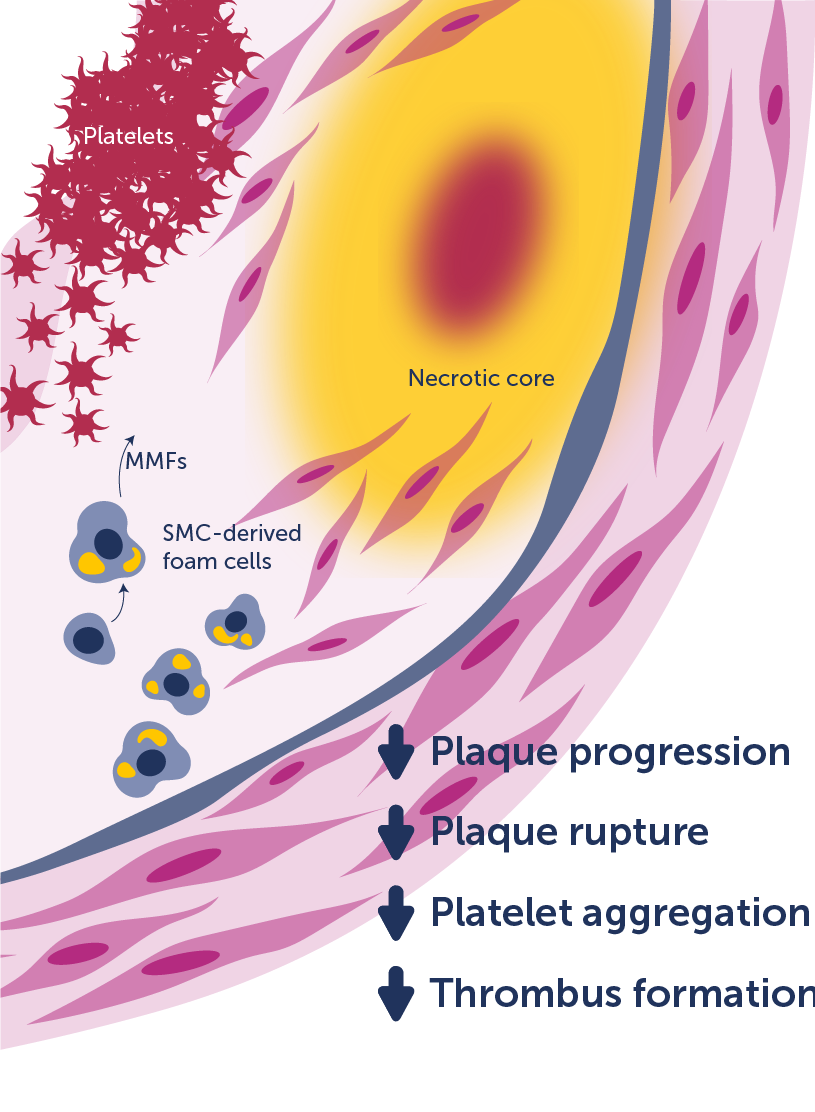 Platelets
Necrotic core
MMFs
SMC-derived
foam cells
Plaque progression
Plaque rupture
Platelet aggregation
Thrombus formation